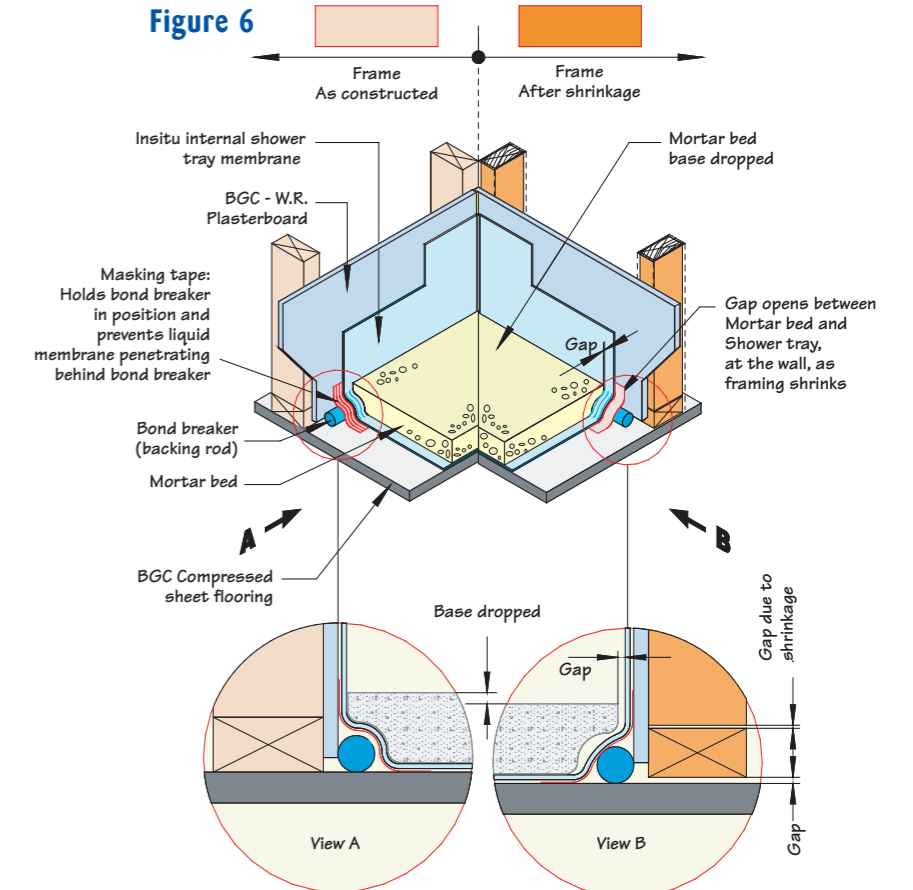 Figure 6
Frame
As constructed
Frame
After shrinkage
Insitu internal shower
tray membrane
Mortar bed
base dropped
BGC - W.R.
Plasterboard
Masking tape:
Holds bond breaker
in position and
prevents liquid
membrane penetrating
behind bond breaker
Gap
Gap opens between
Mortar bed and
Shower tray,
at the wall, as
framing shrinks
Bond breaker
(backing rod)
Mortar bed
A
B
BGC Compressed
sheet flooring
Base dropped
Gap
Gap due to
shrinkage
View A
View B
Gap